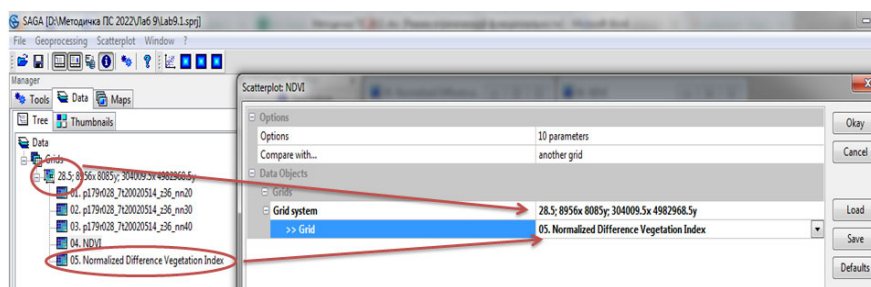 SAGA [D:\Методичка ГІС 2022\Лаб 9\Lab9.1.sprj]
File Geoprocessing Scatterplot Window ?
Manager
Tools Data Maps
Tree Thumbnails
Data
Grids
28.5; 8956x 8085y; 304009.5x 4982968.5y
01. p179r028_7t20020514_z36_nn20
02. p179r028_7t20020514_z36_nn30
03. p179r028_7t20020514_z36_nn40
04. NDVI
05. Normalized Difference Vegetation Index
Scatterplot: NDVI
Options
Options 10 parameters
Compare with... another grid
Data Objects
Grids
Grid system 28.5; 8956x 8085y; 304009.5x 4982968.5y
>> Grid 05. Normalized Difference Vegetation Index
Okay
Cancel
Load
Save
Defaults